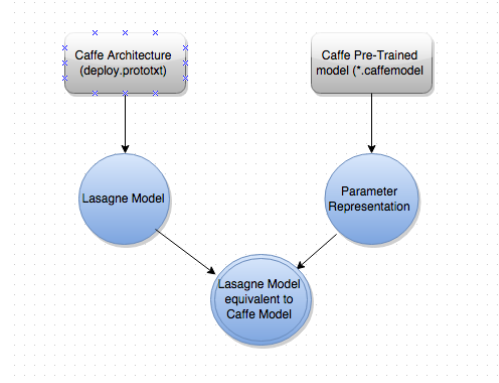 Caffe Architecture
(deploy.prototxt)
Caffe Pre-Trained
model (*.caffemodel
Lasagne Model
Parameter
Representation
Lasagne Model
equivalent to
Caffe Model